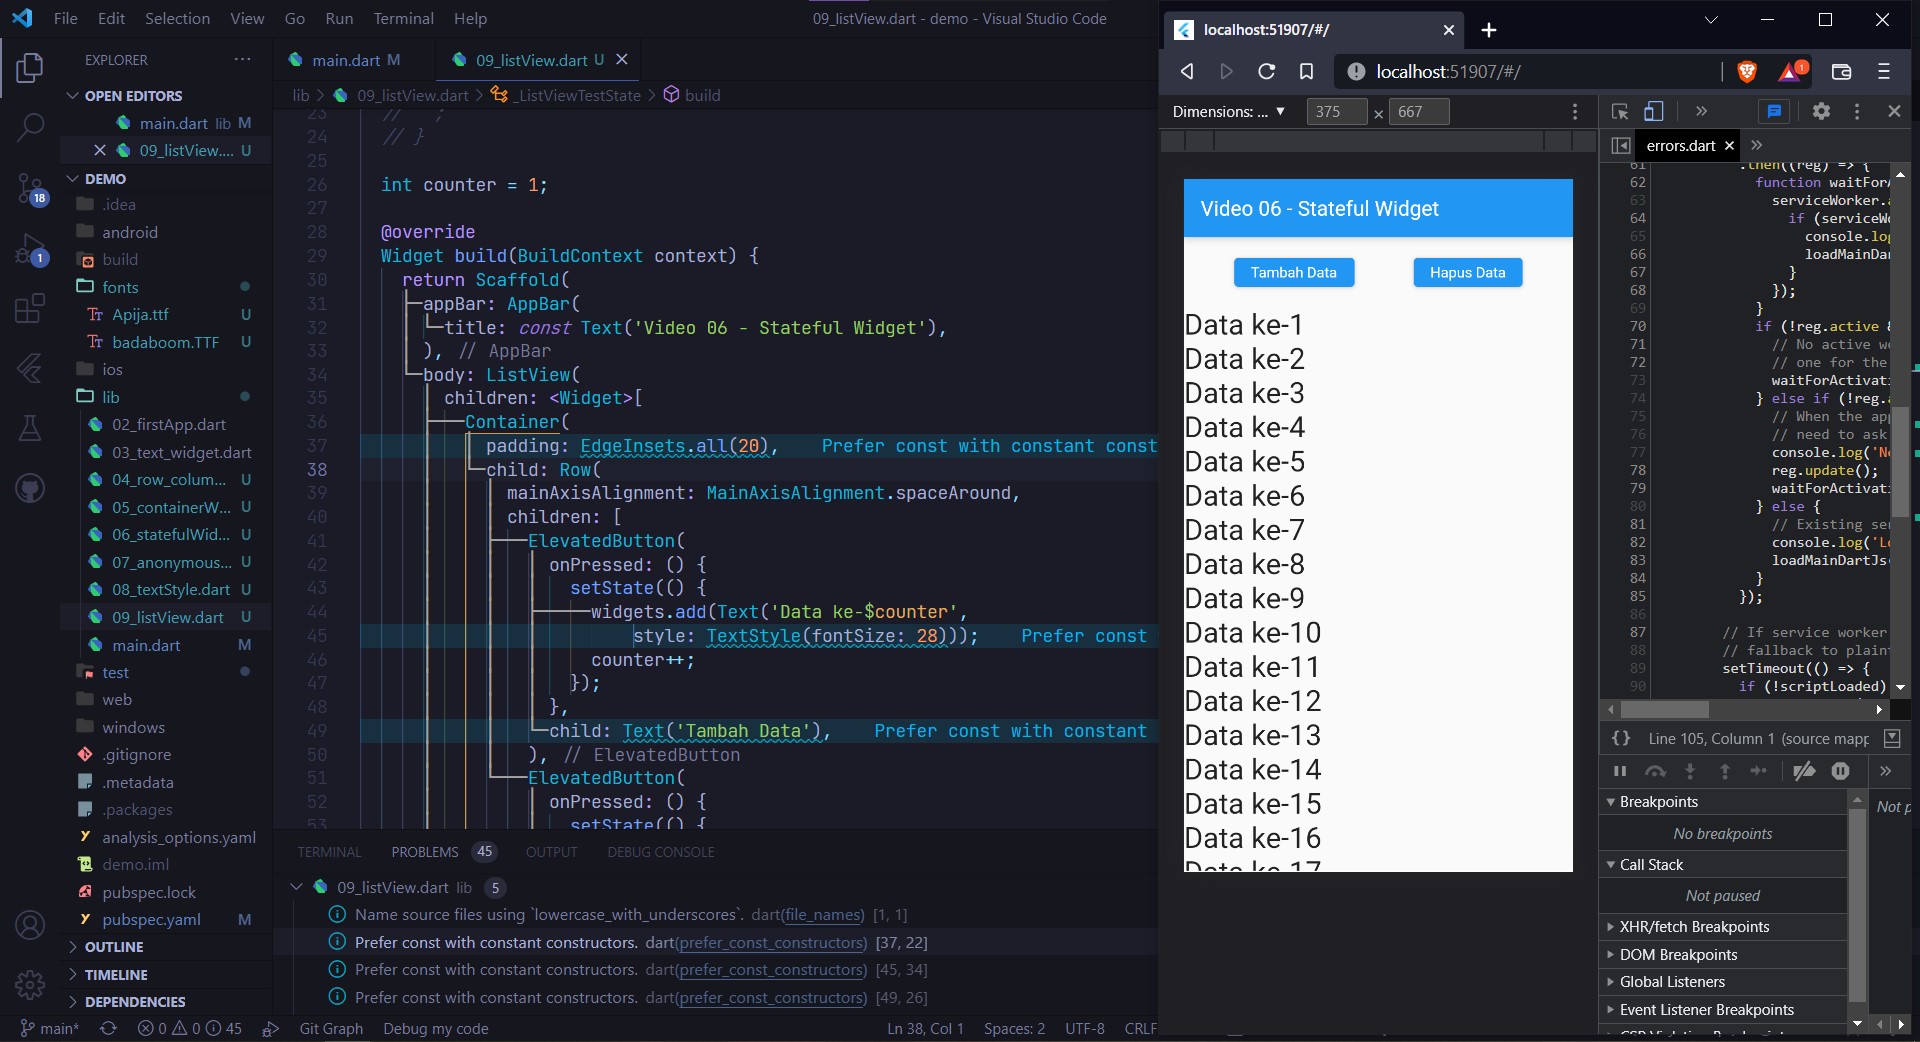 File Edit Selection View Go Run Terminal Help
09_listView.dart - demo - Visual Studio Code
EXPLORER
OPEN EDITORS
main.dart lib M
09_listView.... U
DEMO
.idea
android
build
fonts
Apija.ttf U
badaboom.TTF U
ios
lib
02_firstApp.dart
03_text_widget.dart
04_row_colum... U
05_containerW... U
06_statefulWid... U
07_anonymous... U
08_textStyle.dart U
09_listView.dart U
main.dart M
test
web
windows
.gitignore
.metadata
.packages
analysis_options.yaml
demo.iml
pubspec.lock
pubspec.yaml M
OUTLINE
TIMELINE
DEPENDENCIES
18
1
main.dart M
09_listView.dart U
lib > 09_listView.dart > _ListViewTestState > build
23 // ;
24 // }
25
26 int counter = 1;
27
28 @override
29 Widget build(BuildContext context) {
30 return Scaffold(
31 appBar: AppBar(
32 title: const Text('Video 06 - Stateful Widget'),
33 ), // AppBar
34 body: ListView(
35 children: <Widget>[
36 Container(
37 padding: EdgeInsets.all(20), Prefer const with constant const
38 child: Row(
39 mainAxisAlignment: MainAxisAlignment.spaceAround,
40 children: [
41 ElevatedButton(
42 onPressed: () {
43 setState(() {
44 widgets.add(Text('Data ke-$counter',
45 style: TextStyle(fontSize: 28))); Prefer const
46 counter++;
47 });
48 },
49 child: Text('Tambah Data'), Prefer const with constant
50 ), // ElevatedButton
51 ElevatedButton(
52 onPressed: () {
53 setState(() {
TERMINAL PROBLEMS 45 OUTPUT DEBUG CONSOLE
09_listView.dart lib 5
Name source files using `lowercase_with_underscores`. dart(file_names) [1, 1]
Prefer const with constant constructors. dart(prefer_const_constructors) [37, 22]
Prefer const with constant constructors. dart(prefer_const_constructors) [45, 34]
Prefer const with constant constructors. dart(prefer_const_constructors) [49, 26]
main* 0 0 45 Git Graph Debug my code Ln 38, Col 1 Spaces: 2 UTF-8 CRLF
localhost:51907/#/
localhost:51907/#/
1
Dimensions: ... 375 × 667
Video 06 - Stateful Widget
Tambah Data Hapus Data
Data ke-1
Data ke-2
Data ke-3
Data ke-4
Data ke-5
Data ke-6
Data ke-7
Data ke-8
Data ke-9
Data ke-10
Data ke-11
Data ke-12
Data ke-13
Data ke-14
Data ke-15
Data ke-16
Data ke-17
errors.dart
61 .then((reg) => {
62 function waitForA
63 serviceWorker.a
64 if (serviceWo
65 console.log
66 loadMainDar
67 }
68 });
69 }
70 if (!reg.active &
71 // No active wo
72 // one for the
73 waitForActivati
74 } else if (!reg.a
75 // When the app
76 // need to ask
77 console.log('Ne
78 reg.update();
79 waitForActivati
80 } else {
81 // Existing ser
82 console.log('Lo
83 loadMainDartJs(
84 }
85 });
86
87 // If service worker
88 // fallback to plaint
89 setTimeout(() => {
90 if (!scriptLoaded)
{} Line 105, Column 1 (source mapp
Breakpoints
No breakpoints
Call Stack
Not paused
XHR/fetch Breakpoints
DOM Breakpoints
Global Listeners
Event Listener Breakpoints
Not p